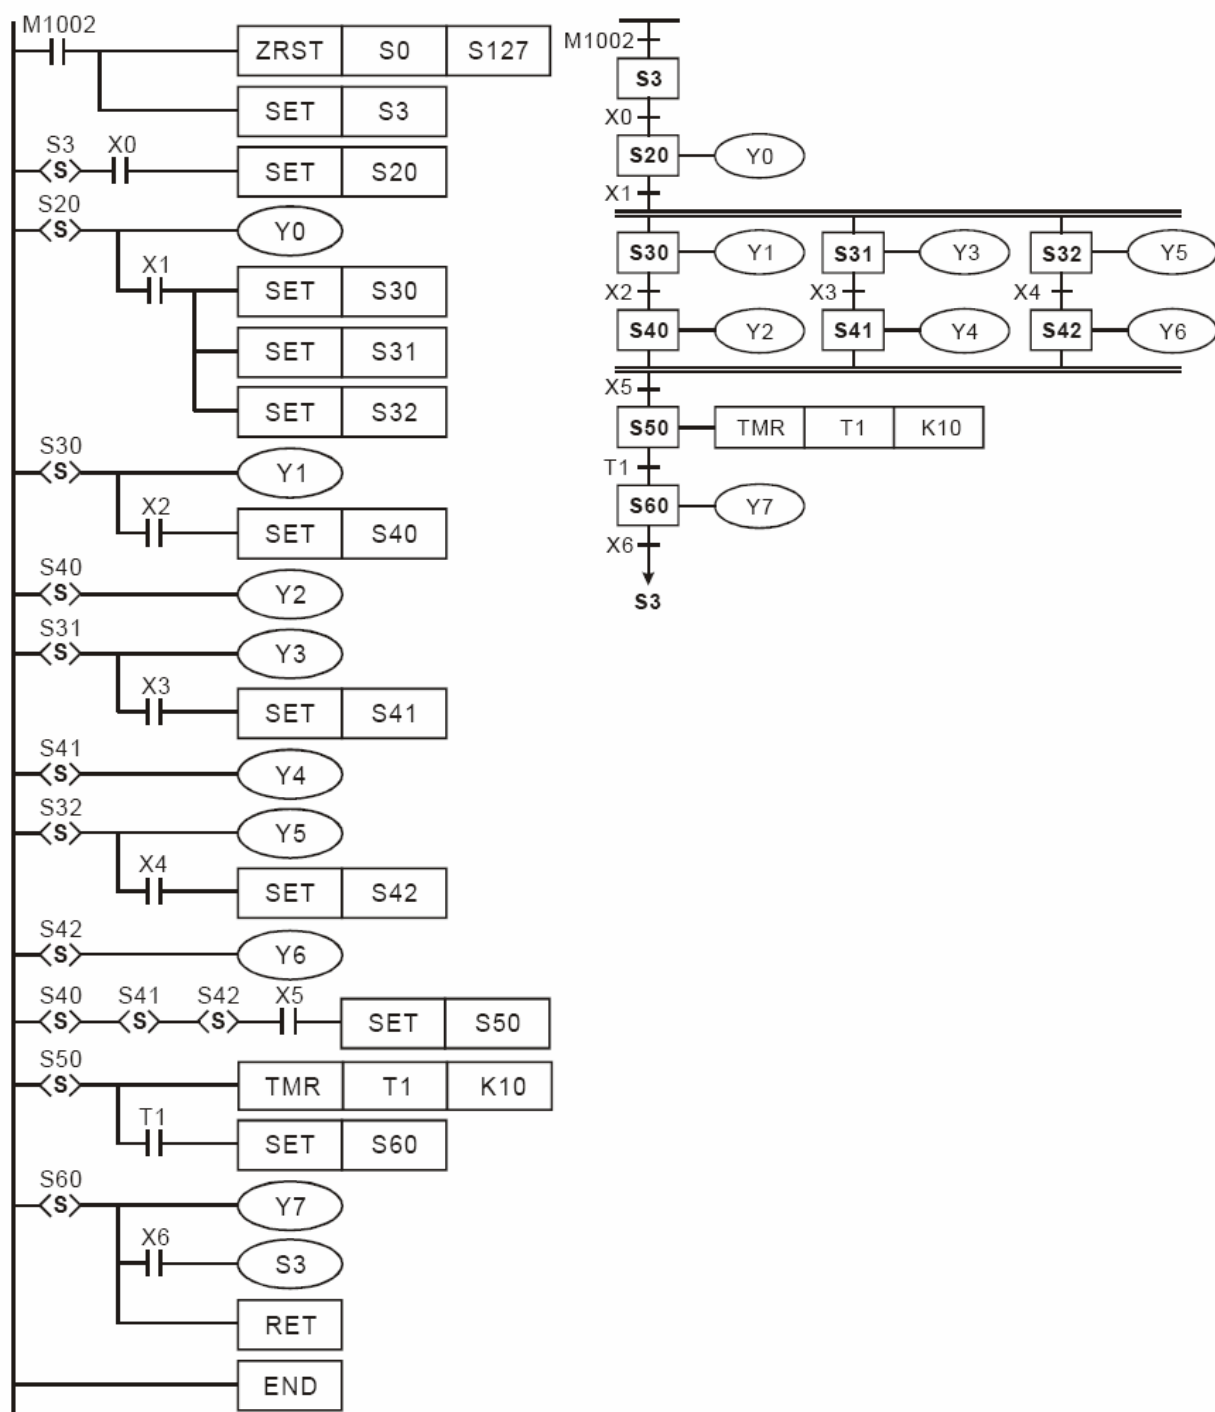 M1002
ZRST S0 S127
SET S3
S3 X0
S SET S20
S20
S Y0
X1
SET S30
SET S31
SET S32
S30
S Y1
X2
SET S40
S40
S Y2
S31
S Y3
X3
SET S41
S41
S Y4
S32
S Y5
X4
SET S42
S42
S Y6
S40 S41 S42 X5
S S S SET S50
S50
S TMR T1 K10
T1
SET S60
S60
S Y7
X6
S3
RET
END
M1002
S3
X0
S20 Y0
X1
S30 Y1 S31 Y3 S32 Y5
X2 X3 X4
S40 Y2 S41 Y4 S42 Y6
X5
S50 TMR T1 K10
T1
S60 Y7
X6
S3